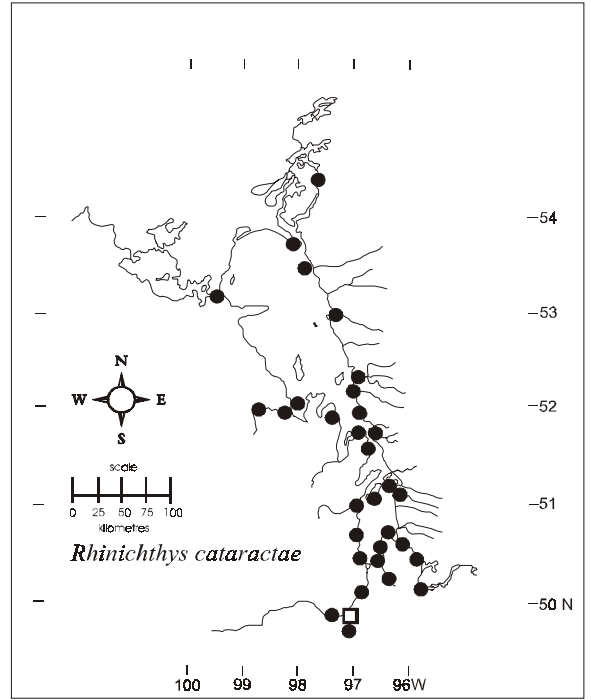 54
53
N
W E
S
52
scale
0 25 50 75 100
kilometres
51
Rhinichthys cataractae
50 N
100 99 98 97 96W